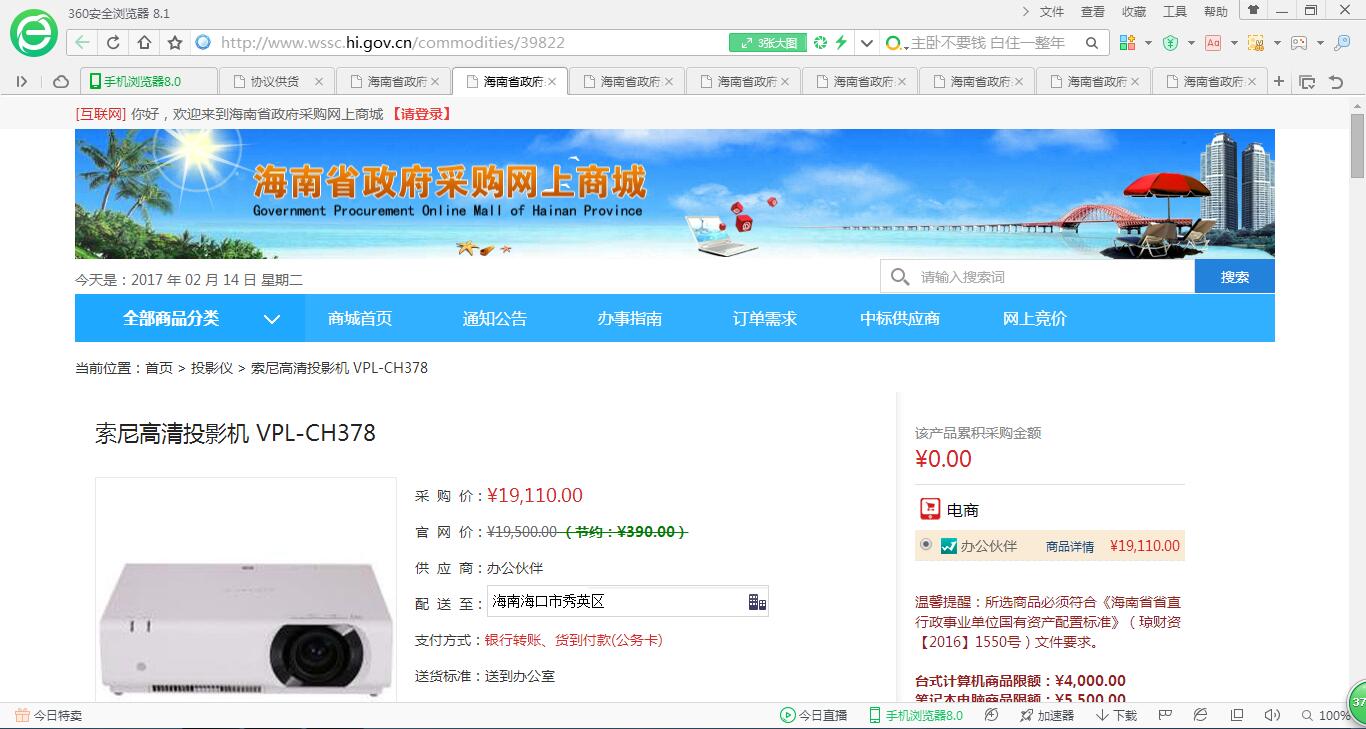 360安全浏览器 8.1
文件 查看 收藏 工具 帮助
http://www.wssc.hi.gov.cn/commodities/39822
3张大图
主卧不要钱 白住一整年
手机浏览器8.0 协议供货 海南省政府 海南省政府 海南省政府 海南省政府 海南省政府 海南省政府 海南省政府 海南省政府
[互联网] 你好，欢迎来到海南省政府采购网上商城 【请登录】
海南省政府采购网上商城
Government Procurement Online Mall of Hainan Province
今天是：2017 年 02 月 14 日 星期二
请输入搜索词 搜索
全部商品分类 商城首页 通知公告 办事指南 订单需求 中标供应商 网上竞价
当前位置：首页 > 投影仪 > 索尼高清投影机 VPL-CH378
索尼高清投影机 VPL-CH378
采 购 价：¥19,110.00
官 网 价：¥19,500.00（节约：¥390.00）
供 应 商：办公伙伴
配 送 至：海南海口市秀英区
支付方式：银行转账、货到付款(公务卡)
送货标准：送到办公室
该产品累积采购金额
¥0.00
电商
办公伙伴 商品详情 ¥19,110.00
温馨提醒：所选商品必须符合《海南省省直
行政事业单位国有资产配置标准》（琼财资
【2016】1550号）文件要求。
台式计算机商品限额：¥4,000.00
笔记本电脑商品限额：¥5,500.00
今日特卖 今日直播 手机浏览器8.0 加速器 下载 100%
37